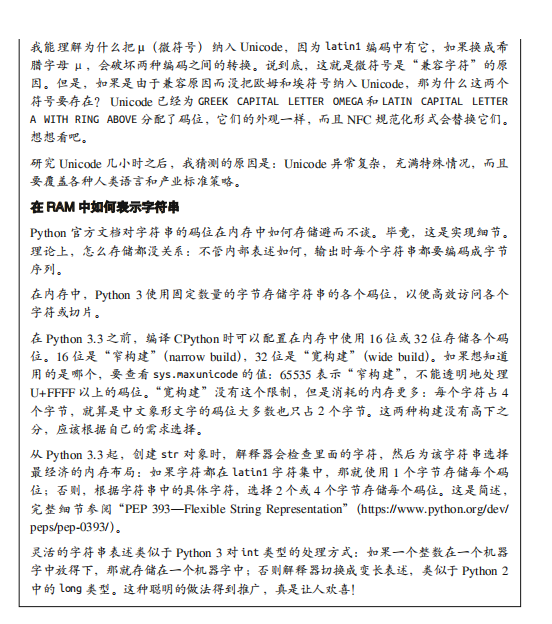 我能理解为什么把 µ（微符号）纳入 Unicode，因为 latin1 编码中有它，如果换成希
腊字母 µ，会破坏两种编码之间的转换。说到底，这就是微符号是“兼容字符”的原
因。但是，如果是由于兼容原因而没把欧姆和埃符号纳入 Unicode，那为什么这两个
符号要存在？Unicode 已经为 GREEK CAPITAL LETTER OMEGA 和 LATIN CAPITAL LETTER
A WITH RING ABOVE 分配了码位，它们的外观一样，而且 NFC 规范化形式会替换它们。
想想看吧。
研究 Unicode 几小时之后，我猜测的原因是：Unicode 异常复杂，充满特殊情况，而且
要覆盖各种人类语言和产业标准策略。
在 RAM 中如何表示字符串
Python 官方文档对字符串的码位在内存中如何存储避而不谈。毕竟，这是实现细节。
理论上，怎么存储都没关系：不管内部表述如何，输出时每个字符串都要编码成字节
序列。
在内存中，Python 3 使用固定数量的字节存储字符串的各个码位，以便高效访问各个
字符或切片。
在 Python 3.3 之前，编译 CPython 时可以配置在内存中使用 16 位或 32 位存储各个码
位。16 位是“窄构建”（narrow build），32 位是“宽构建”（wide build）。如果想知道
用的是哪个，要查看 sys.maxunicode 的值：65535 表示“窄构建”，不能透明地处理
U+FFFF 以上的码位。“宽构建”没有这个限制，但是消耗的内存更多：每个字符占 4
个字节，就算是中文象形文字的码位大多数也只占 2 个字节。这两种构建没有高下之
分，应该根据自己的需求选择。
从 Python 3.3 起，创建 str 对象时，解释器会检查里面的字符，然后为该字符串选择
最经济的内存布局：如果字符都在 latin1 字符集中，那就使用 1 个字节存储每个码
位；否则，根据字符串中的具体字符，选择 2 个或 4 个字节存储每个码位。这是简述，
完整细节参阅“PEP 393—Flexible String Representation”（https://www.python.org/dev/
peps/pep-0393/）。
灵活的字符串表述类似于 Python 3 对 int 类型的处理方式：如果一个整数在一个机器
字中放得下，那就存储在一个机器字中；否则解释器切换成变长表述，类似于 Python 2
中的 long 类型。这种聪明的做法得到推广，真是让人欢喜！